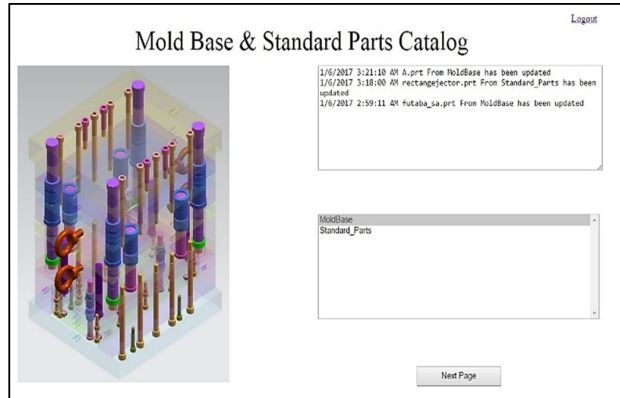 Logout
Mold Base & Standard Parts Catalog
1/6/2017 3:21:10 AM A.prt From MoldBase has been updated
1/6/2017 3:18:00 AM rectangejector.prt From Standard_Parts has been
updated
1/6/2017 2:59:11 AM futaba_sa.prt From MoldBase has been updated
MoldBase
Standard_Parts
Next Page